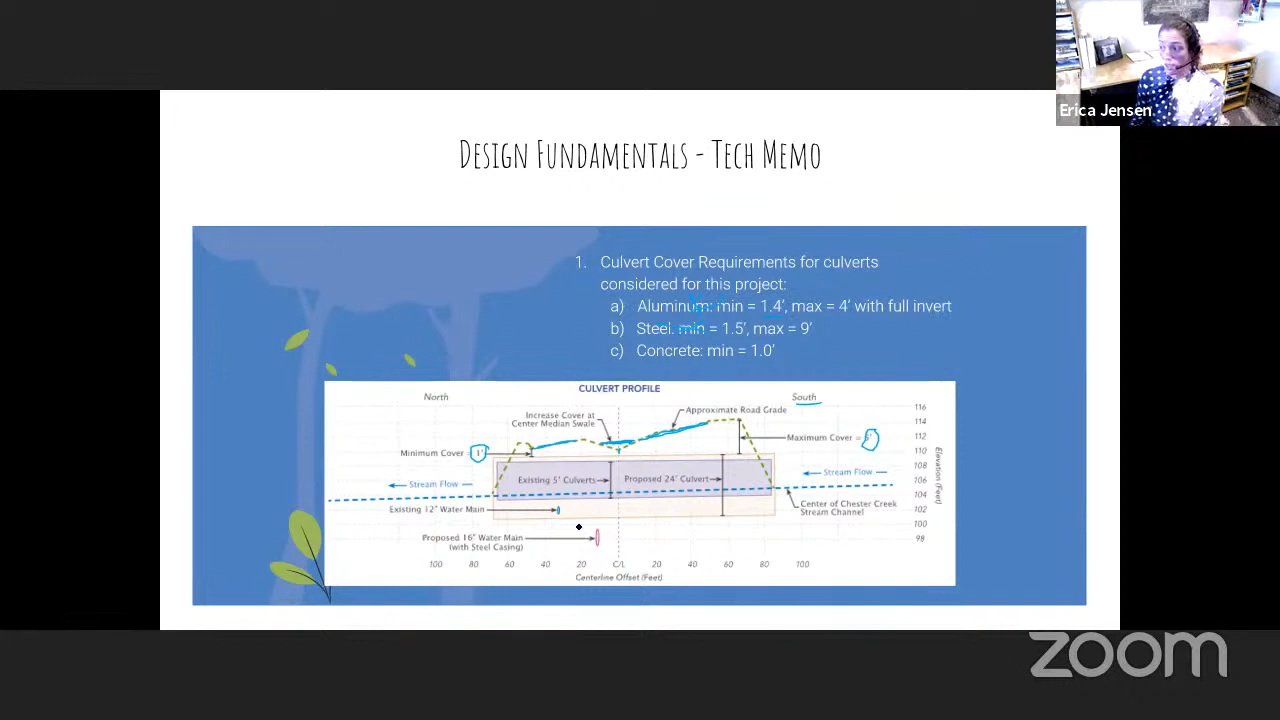 Erica Jensen
DESIGN FUNDAMENTALS - TECH MEMO
1. Culvert Cover Requirements for culverts
considered for this project:
a) Aluminum: min = 1.4', max = 4' with full invert
b) Steel: min = 1.5', max = 9'
c) Concrete: min = 1.0'
CULVERT PROFILE
North
South
Increase Cover at
Center Median Swale
Approximate Road Grade
Minimum Cover = 1'
Maximum Cover =
Existing 5' Culverts
Proposed 24' Culvert
Stream Flow
Stream Flow
Center of Chester Creek
Stream Channel
Existing 12" Water Main
Proposed 16" Water Main
(with Steel Casing)
116
114
112
110
108
106
104
102
100
98
Elevation (Feet)
100 80 60 40 20 C/L 20 40 60 80 100
Centerline Offset (Feet)
zoom